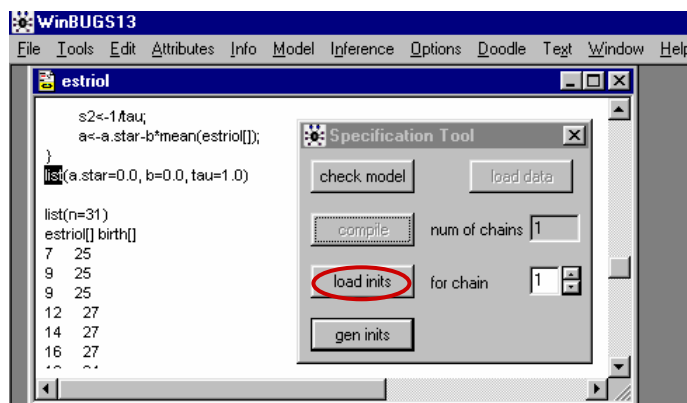 WinBUGS13
File Tools Edit Attributes Info Model Inference Options Doodle Text Window Help
estriol
s2<-1/tau;
a<-a.star-b*mean(estriol[]);
}
list(a.star=0.0, b=0.0, tau=1.0)
list(n=31)
estriol[] birth[]
7 25
9 25
9 25
12 27
14 27
16 27
Specification Tool
check model load data
compile num of chains 1
load inits for chain 1
gen inits